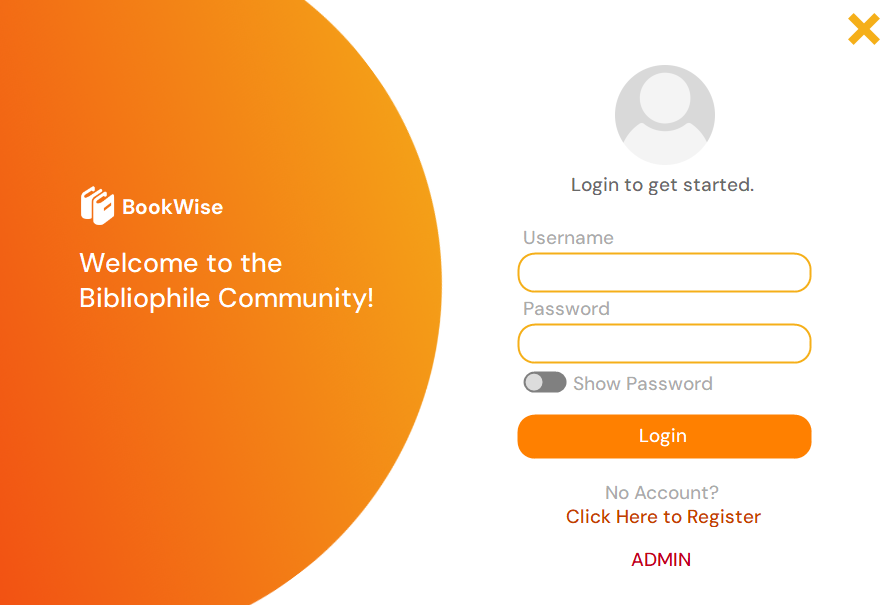 BookWise
Welcome to the
Bibliophile Community!
Login to get started.
Username
Password
Show Password
Login
No Account?
Click Here to Register
ADMIN